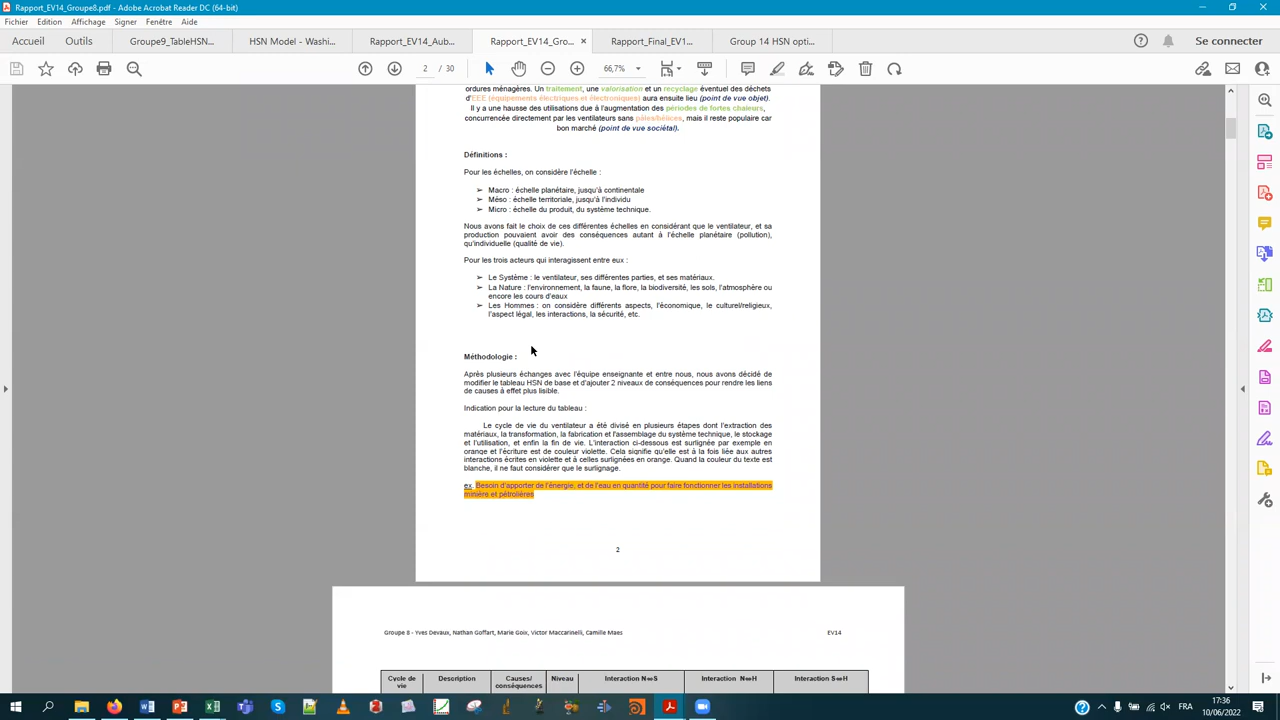 Rapport_EV14_Groupe8.pdf - Adobe Acrobat Reader DC (64-bit)
Fichier Edition Affichage Signer Fenêtre Aide
Accueil Outils Groupe9_TableHSN... HSN Model - Washi... Rapport_EV14_Aub... Rapport_EV14_Gro... × Rapport_Final_EV1... Group 14 HSN opti... Se connecter
2 / 30 66,7%
ordures ménagères. Un traitement, une valorisation et un recyclage éventuel des déchets
d'EEE (équipements électriques et électroniques) aura ensuite lieu (point de vue objet).
Il y a une hausse des utilisations due à l'augmentation des périodes de fortes chaleurs,
concurrencée directement par les ventilateurs sans pâles/hélices, mais il reste populaire car
bon marché (point de vue sociétal).
Définitions :
Pour les échelles, on considère l'échelle :
➢ Macro : échelle planétaire, jusqu'à continentale
➢ Méso : échelle territoriale, jusqu'à l'individu
➢ Micro : échelle du produit, du système technique.
Nous avons fait le choix de ces différentes échelles en considérant que le ventilateur, et sa
production pouvaient avoir des conséquences autant à l'échelle planétaire (pollution),
qu'individuelle (qualité de vie).
Pour les trois acteurs qui interagissent entre eux :
➢ Le Système : le ventilateur, ses différentes parties, et ses matériaux.
➢ La Nature : l'environnement, la faune, la flore, la biodiversité, les sols, l'atmosphère ou
encore les cours d'eaux
➢ Les Hommes : on considère différents aspects, l'économique, le culturel/religieux,
l'aspect légal, les interactions, la sécurité, etc.
Méthodologie :
Après plusieurs échanges avec l'équipe enseignante et entre nous, nous avons décidé de
modifier le tableau HSN de base et d'ajouter 2 niveaux de conséquences pour rendre les liens
de causes à effet plus lisible.
Indication pour la lecture du tableau :
Le cycle de vie du ventilateur a été divisé en plusieurs étapes dont l'extraction des
matériaux, la transformation, la fabrication et l'assemblage du système technique, le stockage
et l'utilisation, et enfin la fin de vie. L'interaction ci-dessous est surlignée par exemple en
orange et l'écriture est de couleur violette. Cela signifie qu'elle est à la fois liée aux autres
interactions écrites en violette et à celles surlignées en orange. Quand la couleur du texte est
blanche, il ne faut considérer que le surlignage.
ex. Besoin d'apporter de l'énergie, et de l'eau en quantité pour faire fonctionner les installations
minière et pétrolières
2
Groupe 8 - Yves Devaux, Nathan Goffart, Marie Goix, Victor Maccarinelli, Camille Maes EV14
Cycle de vie Description Causes/ conséquences Niveau Interaction N⇔S Interaction N⇔H Interaction S⇔H
FRA 17:36
10/06/2022